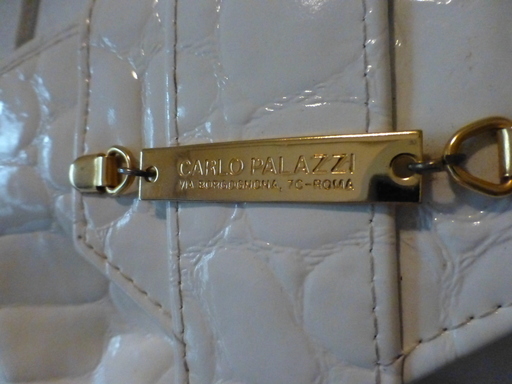 CARLO PALAZZI
VIA BORGOGNONA, 7C-ROMA